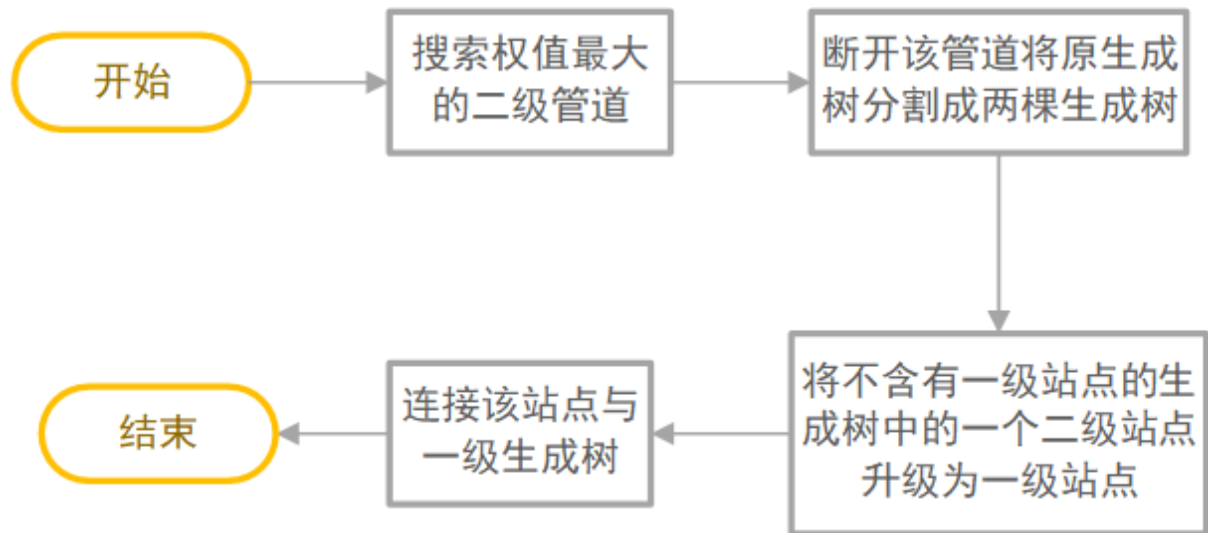 开始
搜索权值最大
的二级管道
断开该管道将原生成
树分割成两棵生成树
将不含有一级站点的生
成树中的一个二级站点
升级为一级站点
连接该站点与
一级生成树
结束